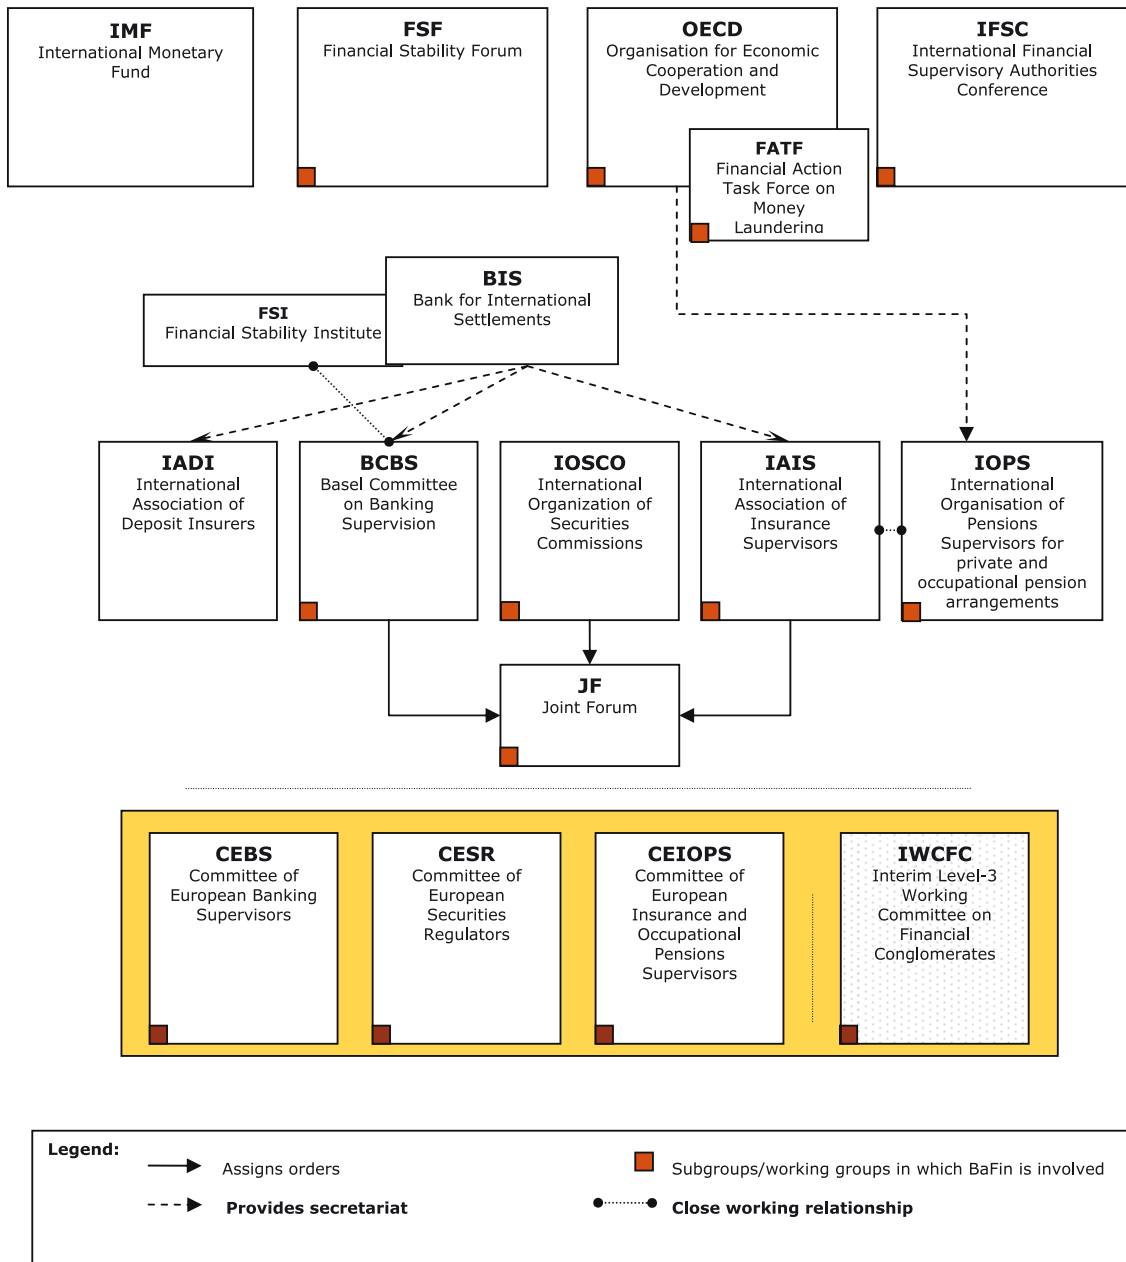 IMF
International Monetary
Fund
FSF
Financial Stability Forum
OECD
Organisation for Economic
Cooperation and
Development
IFSC
International Financial
Supervisory Authorities
Conference
FATF
Financial Action
Task Force on
Money
Laundering
BIS
Bank for International
Settlements
FSI
Financial Stability Institute
IADI
International
Association of
Deposit Insurers
BCBS
Basel Committee
on Banking
Supervision
IOSCO
International
Organization of
Securities
Commissions
IAIS
International
Association of
Insurance
Supervisors
IOPS
International
Organisation of
Pensions
Supervisors for
private and
occupational pension
arrangements
JF
Joint Forum
CEBS
Committee of
European Banking
Supervisors
CESR
Committee of
European
Securities
Regulators
CEIOPS
Committee of
European
Insurance and
Occupational
Pensions
Supervisors
IWCFC
Interim Level-3
Working
Committee on
Financial
Conglomerates
Legend:
Assigns orders
Subgroups/working groups in which BaFin is involved
Provides secretariat
Close working relationship